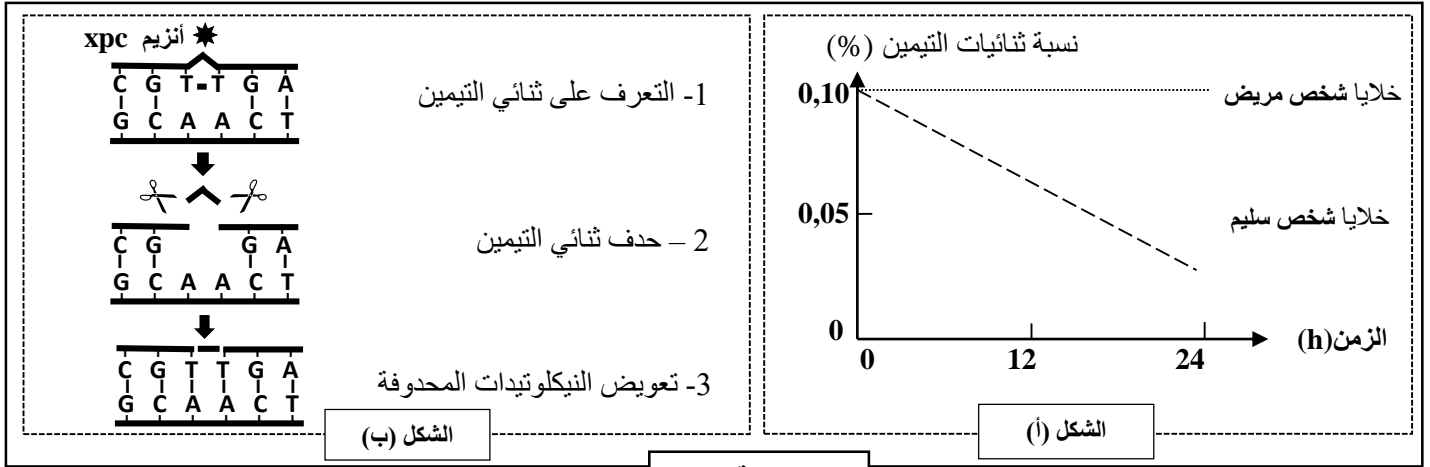 نسبة ثنائيات التيمين (%)
0,10
خلايا شخص مريض
0,05
خلايا شخص سليم
0
0
12
24
الزمن(h)
الشكل (أ)
أنزيم xpc
C G T T G A
G C A A C T
1- التعرف على ثنائي التيمين
C G G A
G C A A C T
2 – حدف ثنائي التيمين
C G T T G A
G C A A C T
3- تعويض النيكلوتيدات المحدوفة
الشكل (ب)